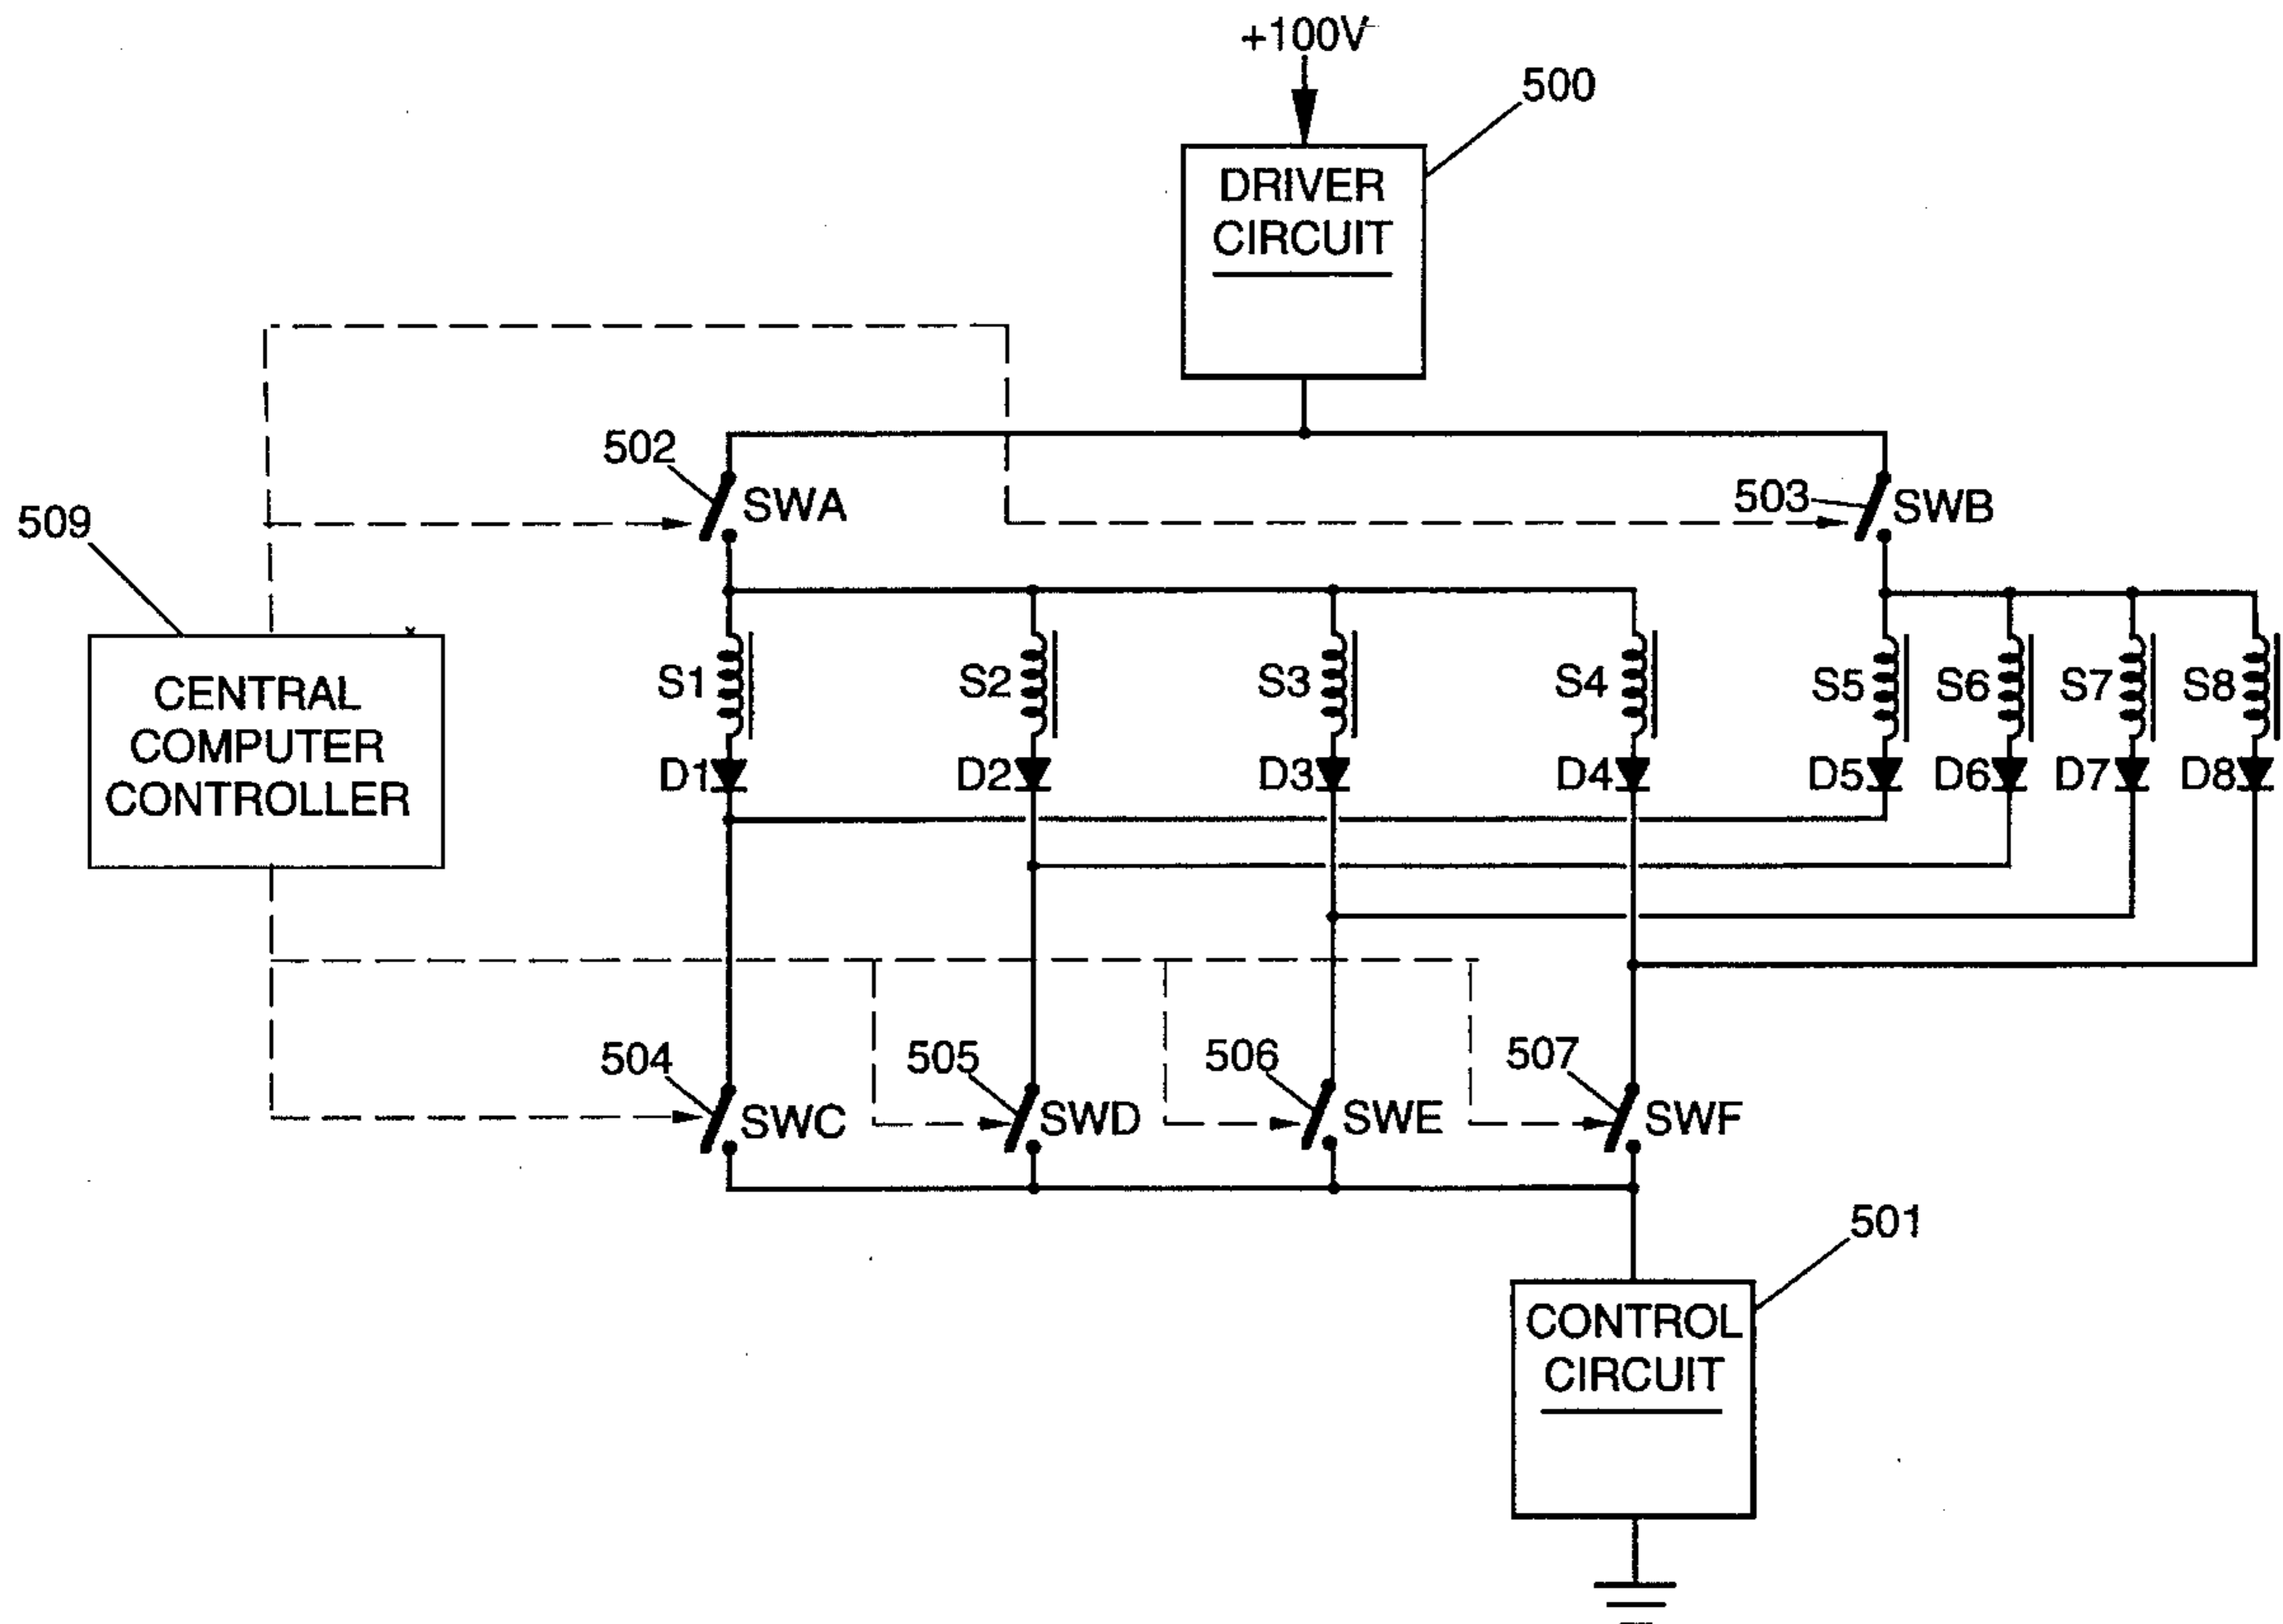 +100V
500
DRIVER
CIRCUIT
502
SWA
503
SWB
509
CENTRAL
COMPUTER
CONTROLLER
S1
S2
S3
S4
S5
S6
S7
S8
D1
D2
D3
D4
D5
D6
D7
D8
504
505
506
507
SWC
SWD
SWE
SWF
501
CONTROL
CIRCUIT